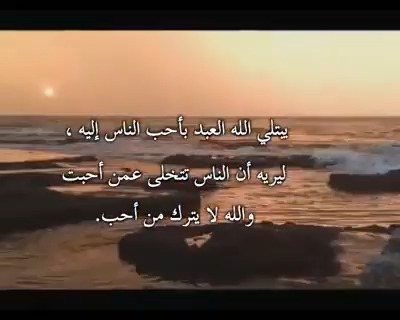 يبتلي الله العبد بأحب الناس إليه ،
ليريه أن الناس تتخلى عمن أحبت
والله لا يترك من أحب.